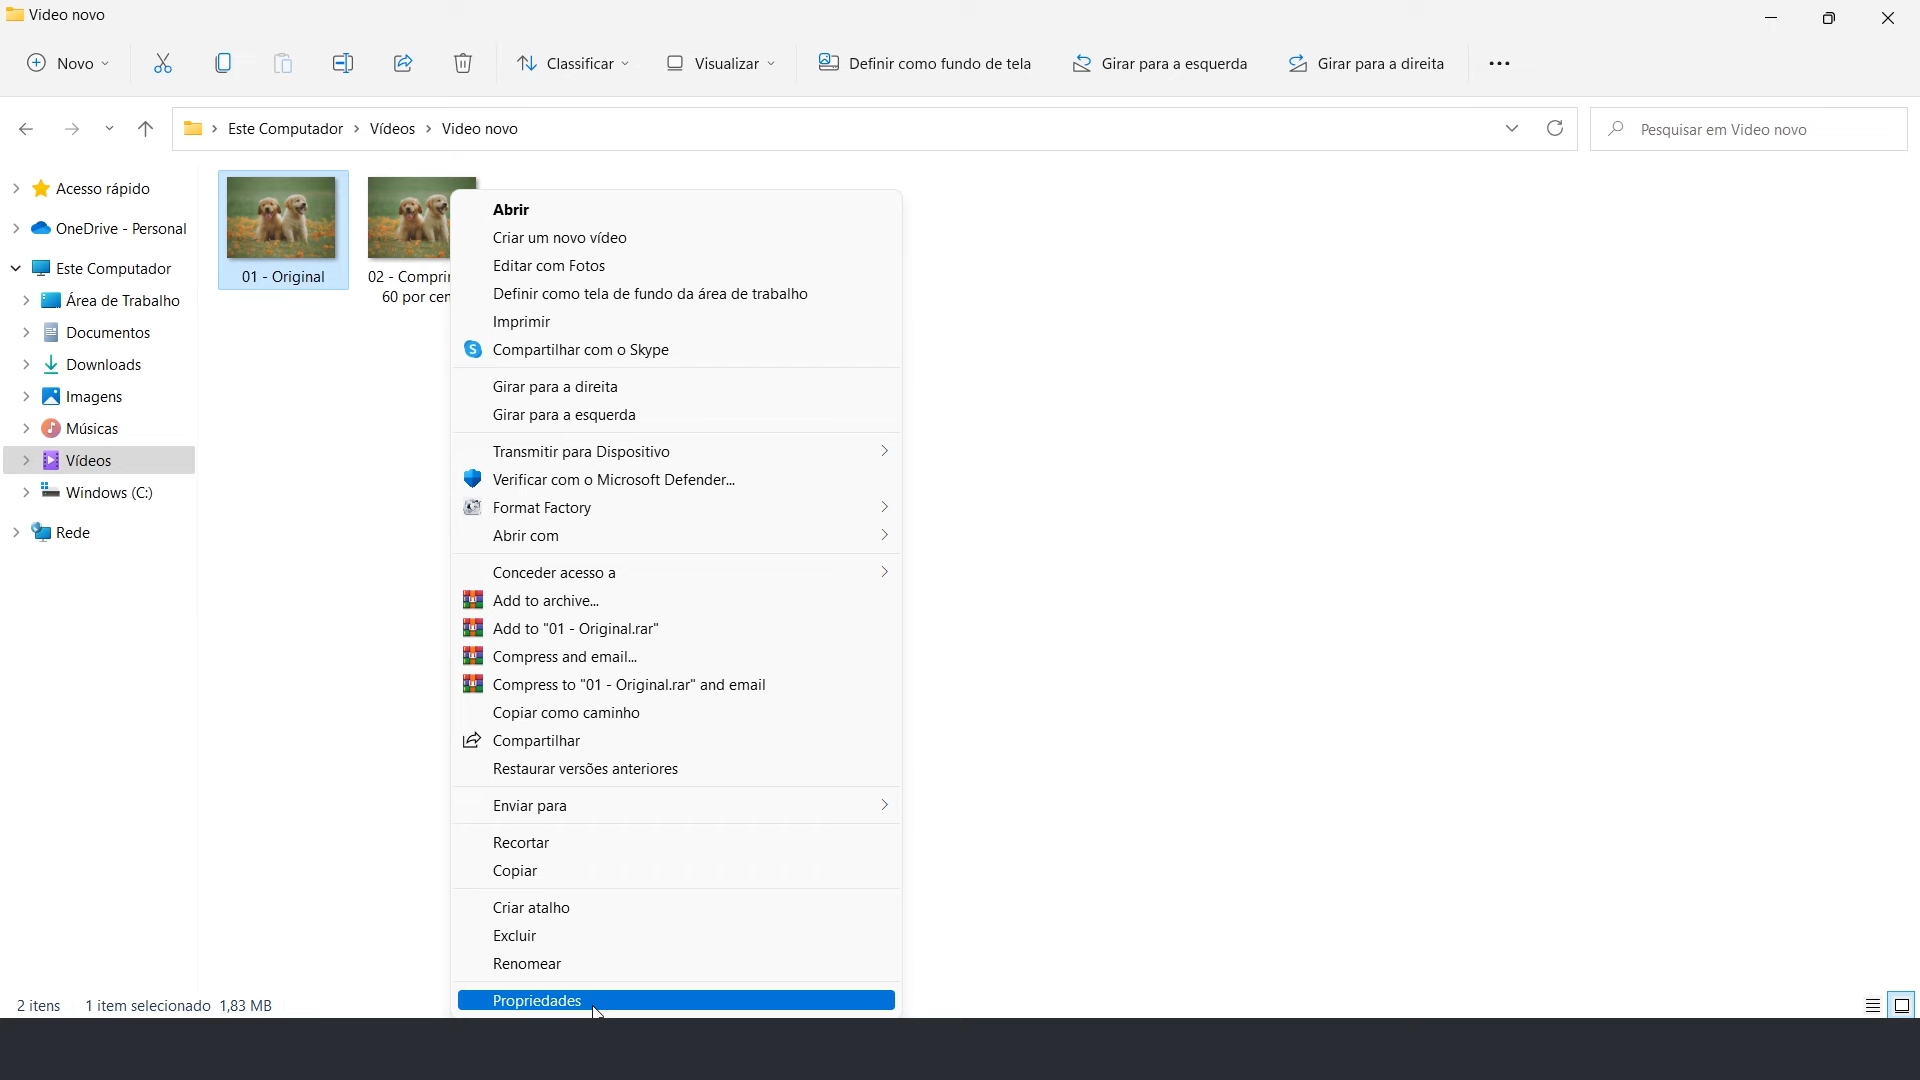 Video novo
Novo
Classificar
Visualizar
Definir como fundo de tela
Girar para a esquerda
Girar para a direita
Este Computador > Vídeos > Video novo
Pesquisar em Video novo
Acesso rápido
OneDrive - Personal
Este Computador
Área de Trabalho
Documentos
Downloads
Imagens
Músicas
Vídeos
Windows (C:)
Rede
01 - Original
02 - Compri
60 por cen
Abrir
Criar um novo vídeo
Editar com Fotos
Definir como tela de fundo da área de trabalho
Imprimir
Compartilhar com o Skype
Girar para a direita
Girar para a esquerda
Transmitir para Dispositivo
Verificar com o Microsoft Defender...
Format Factory
Abrir com
Conceder acesso a
Add to archive...
Add to "01 - Original.rar"
Compress and email...
Compress to "01 - Original.rar" and email
Copiar como caminho
Compartilhar
Restaurar versões anteriores
Enviar para
Recortar
Copiar
Criar atalho
Excluir
Renomear
Propriedades
2 itens
1 item selecionado 1,83 MB